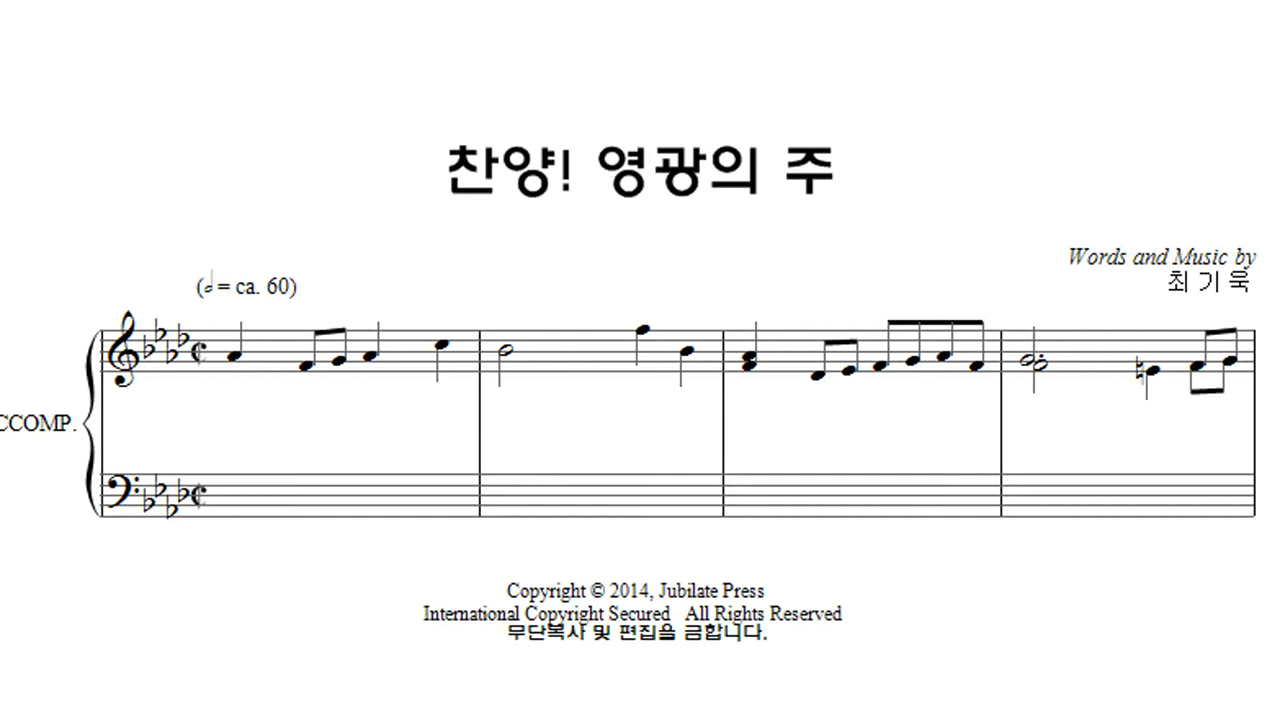 찬양! 영광의 주
Words and Music by
최 기 욱
(𝅗𝅥 = ca. 60)
CCOMP.
Copyright © 2014, Jubilate Press
International Copyright Secured   All Rights Reserved
무단복사 및 편집을 금합니다.